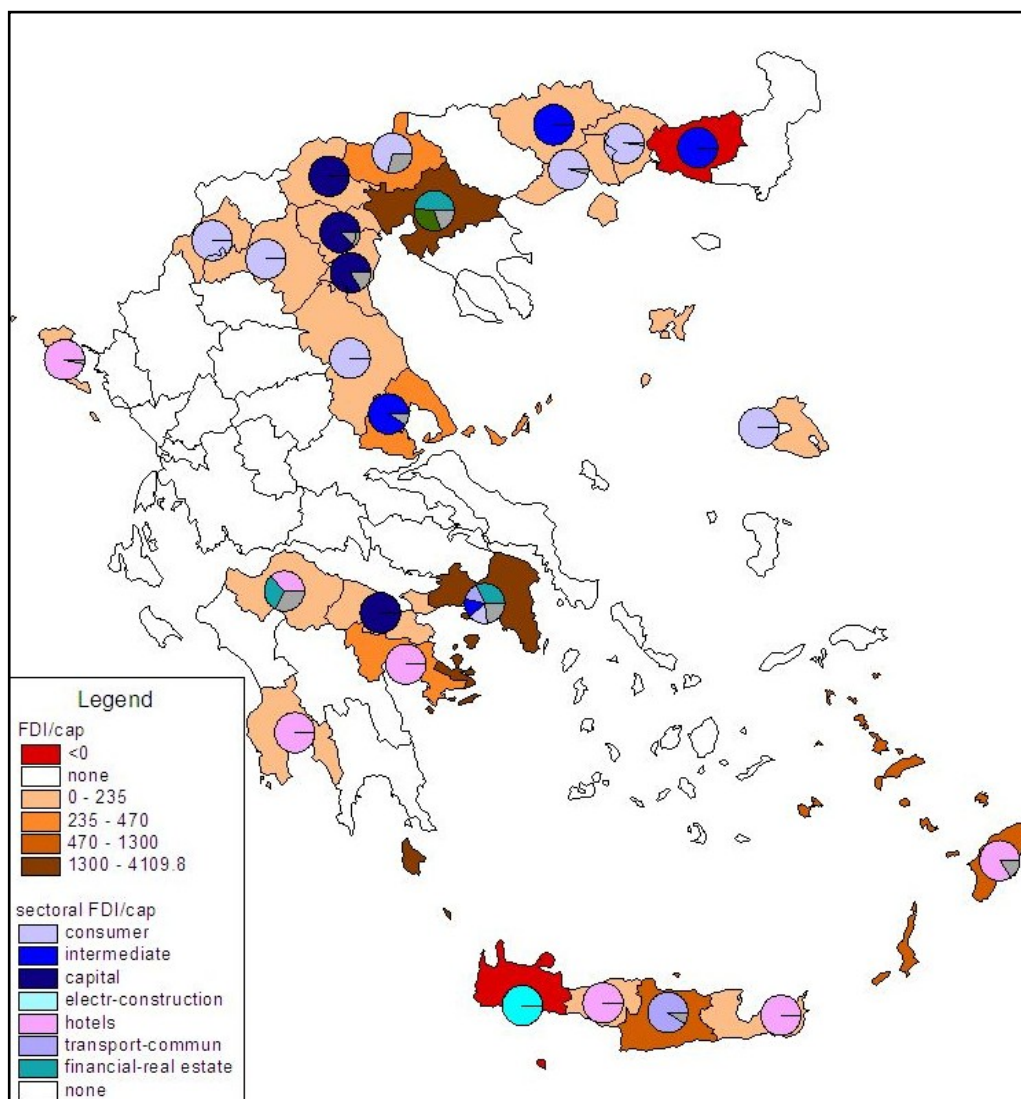 Legend
FDI/cap
<0
none
0 - 235
235 - 470
470 - 1300
1300 - 4109.8
sectoral FDI/cap
consumer
intermediate
capital
electr-construction
hotels
transport-commun
financial-real estate
none